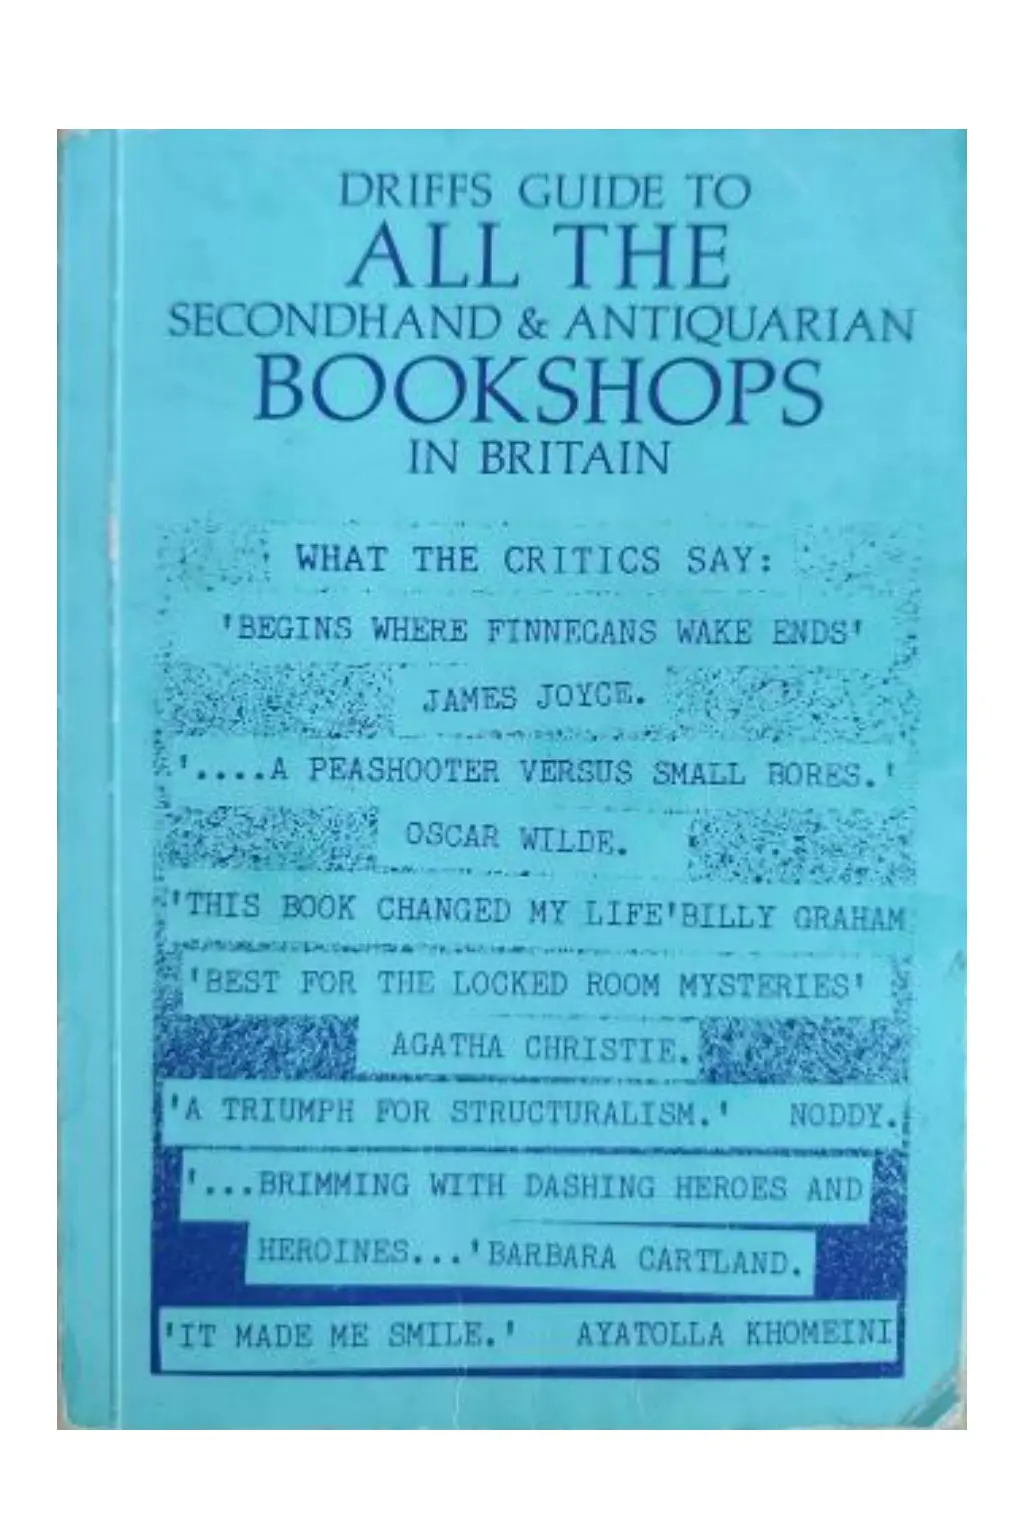 DRIFFS GUIDE TO
ALL THE
SECONDHAND & ANTIQUARIAN
BOOKSHOPS
IN BRITAIN
WHAT THE CRITICS SAY:
'BEGINS WHERE FINNEGANS WAKE ENDS'
JAMES JOYCE.
'....A PEASHOOTER VERSUS SMALL BORES.'
OSCAR WILDE.
'THIS BOOK CHANGED MY LIFE'BILLY GRAHAM
'BEST FOR THE LOCKED ROOM MYSTERIES'
AGATHA CHRISTIE.
'A TRIUMPH FOR STRUCTURALISM.' NODDY.
'...BRIMMING WITH DASHING HEROES AND
HEROINES...'BARBARA CARTLAND.
'IT MADE ME SMILE.' AYATOLLA KHOMEINI